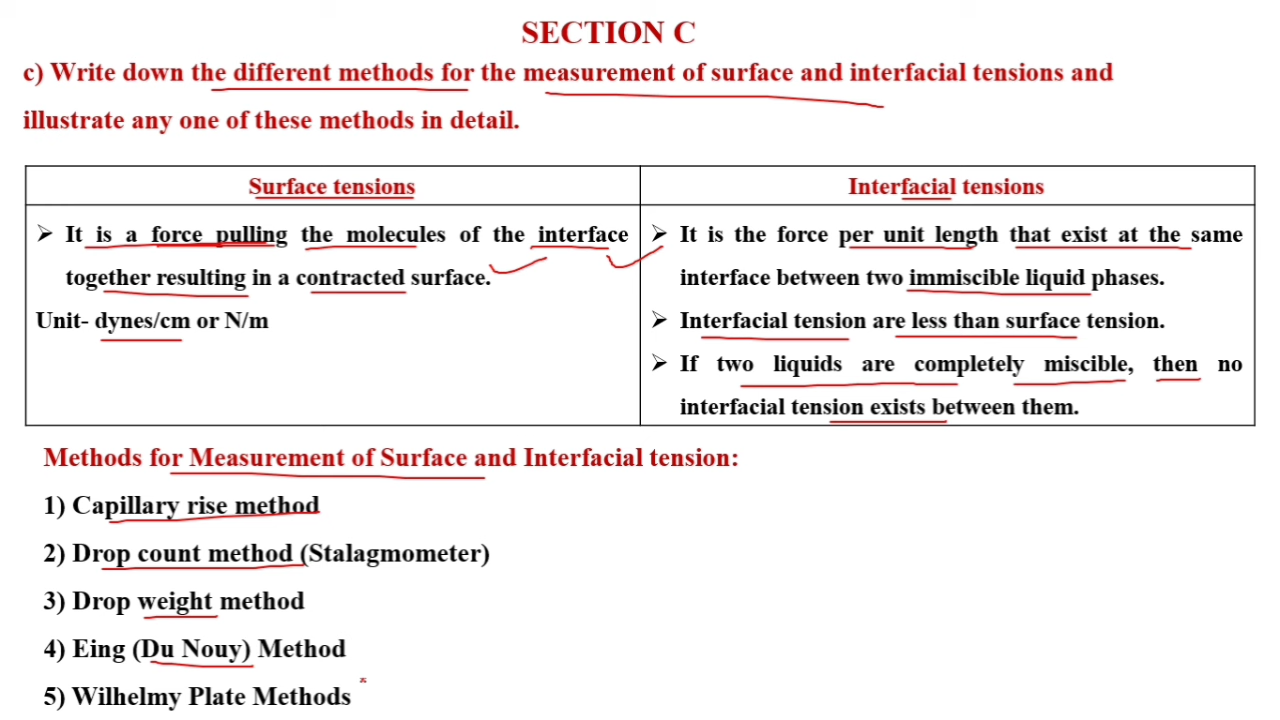 SECTION C
c) Write down the different methods for the measurement of surface and interfacial tensions and
illustrate any one of these methods in detail.
Surface tensions
Interfacial tensions
➢ It is a force pulling the molecules of the interface
together resulting in a contracted surface.
Unit- dynes/cm or N/m
➢ It is the force per unit length that exist at the same
interface between two immiscible liquid phases.
➢ Interfacial tension are less than surface tension.
➢ If two liquids are completely miscible, then no
interfacial tension exists between them.
Methods for Measurement of Surface and Interfacial tension:
1) Capillary rise method
2) Drop count method (Stalagmometer)
3) Drop weight method
4) Eing (Du Nouy) Method
5) Wilhelmy Plate Methods